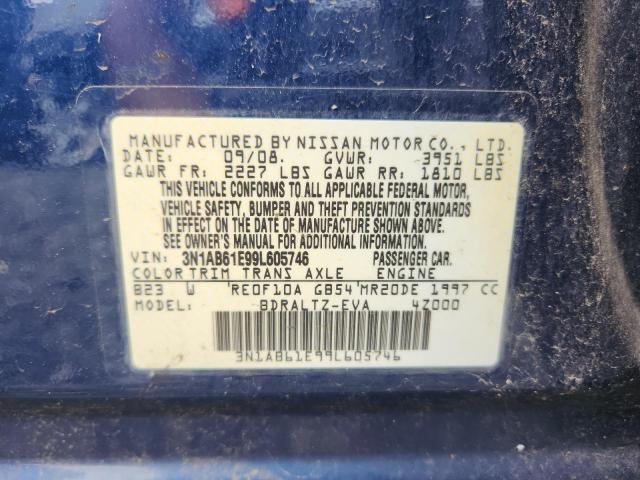 MANUFACTURED BY NISSAN MOTOR CO., LTD.
DATE: 09/08. GVWR: 3951 LBS
GAWR FR: 2227 LBS GAWR RR: 1810 LBS
THIS VEHICLE CONFORMS TO ALL APPLICABLE FEDERAL MOTOR,
VEHICLE SAFETY, BUMPER AND THEFT PREVENTION STANDARDS
IN EFFECT ON THE DATE OF MANUFACTURE SHOWN ABOVE.
SEE OWNER'S MANUAL FOR ADDITIONAL INFORMATION.
VIN: 3N1AB61E99L605746 PASSENGER CAR.
COLOR TRIM TRANS AXLE ENGINE
B23 W 'RE0F10A GB54'MR20DE 1997 CC
MODEL: BDRALTZ-EVA 4Z000
3N1AB61E99L605746